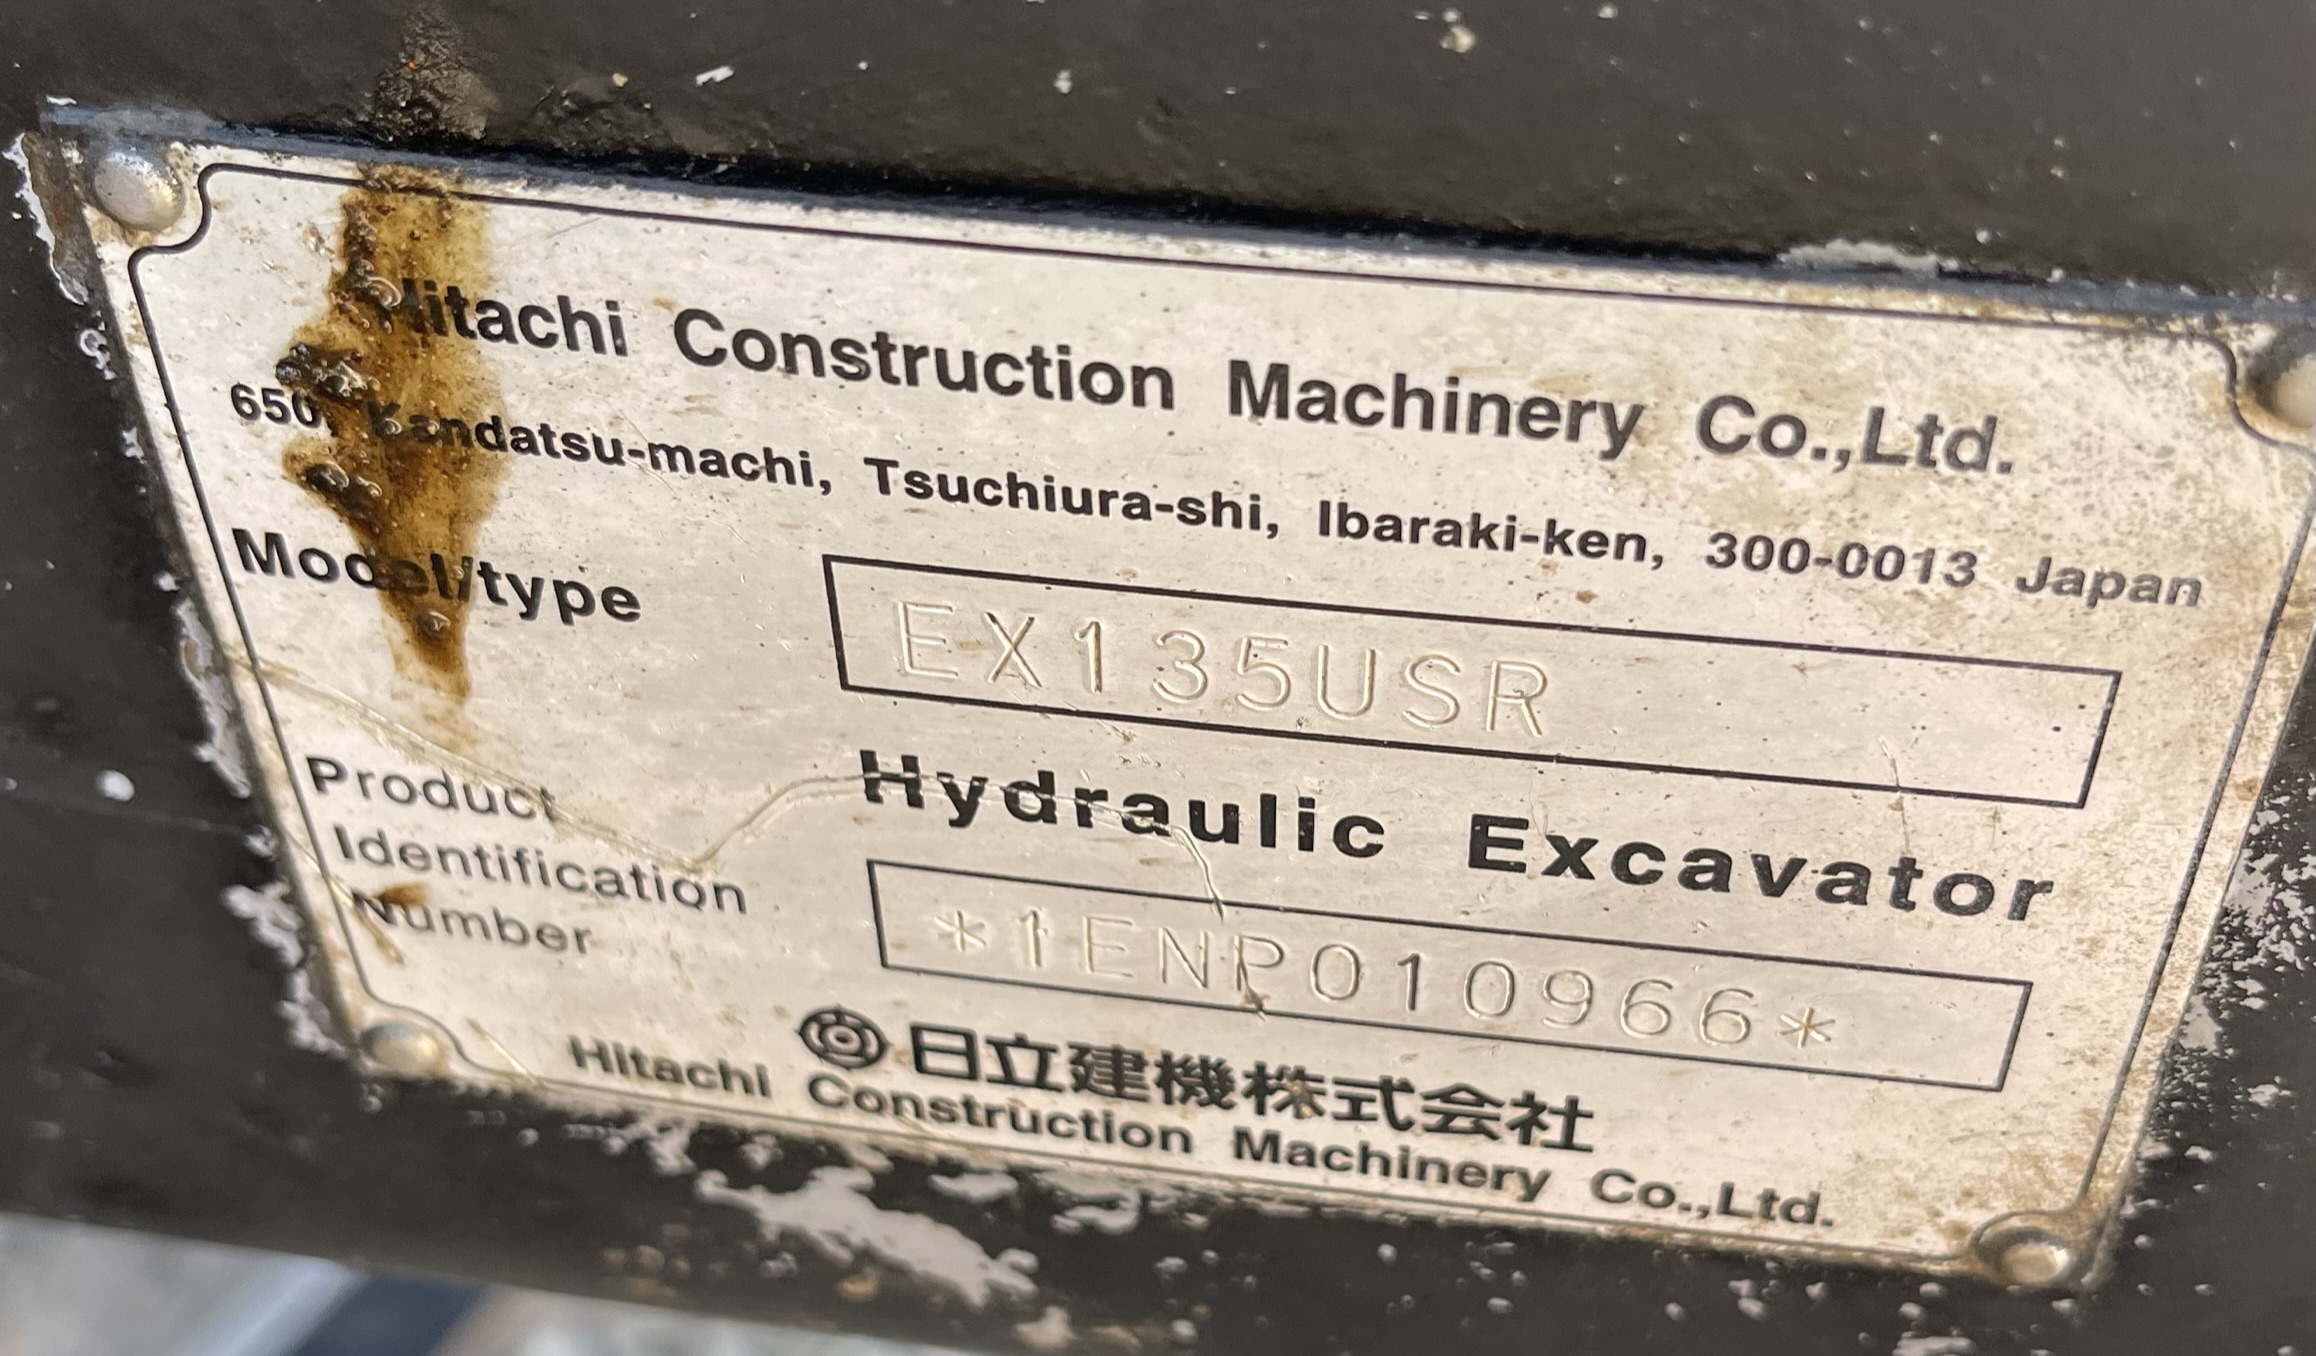 Hitachi Construction Machinery Co.,Ltd.
650, Kandatsu-machi, Tsuchiura-shi, Ibaraki-ken, 300-0013 Japan
Model/type
EX135USR
Hydraulic Excavator
Product
Identification
Number
*1ENP010966*
日立建機株式会社
Hitachi Construction Machinery Co.,Ltd.